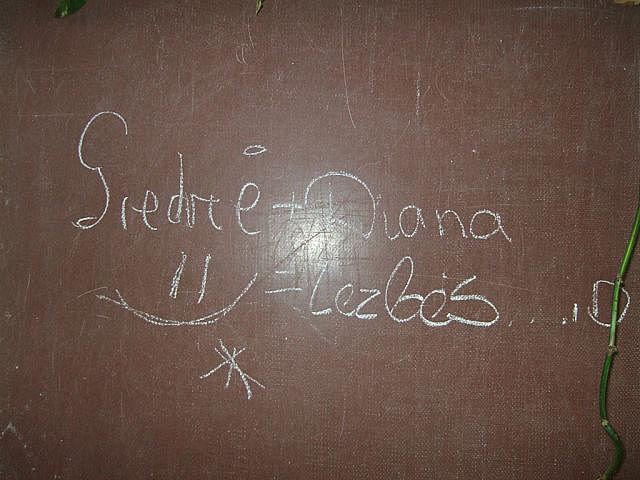 Giedrė + Diana
= Lezbės....:D